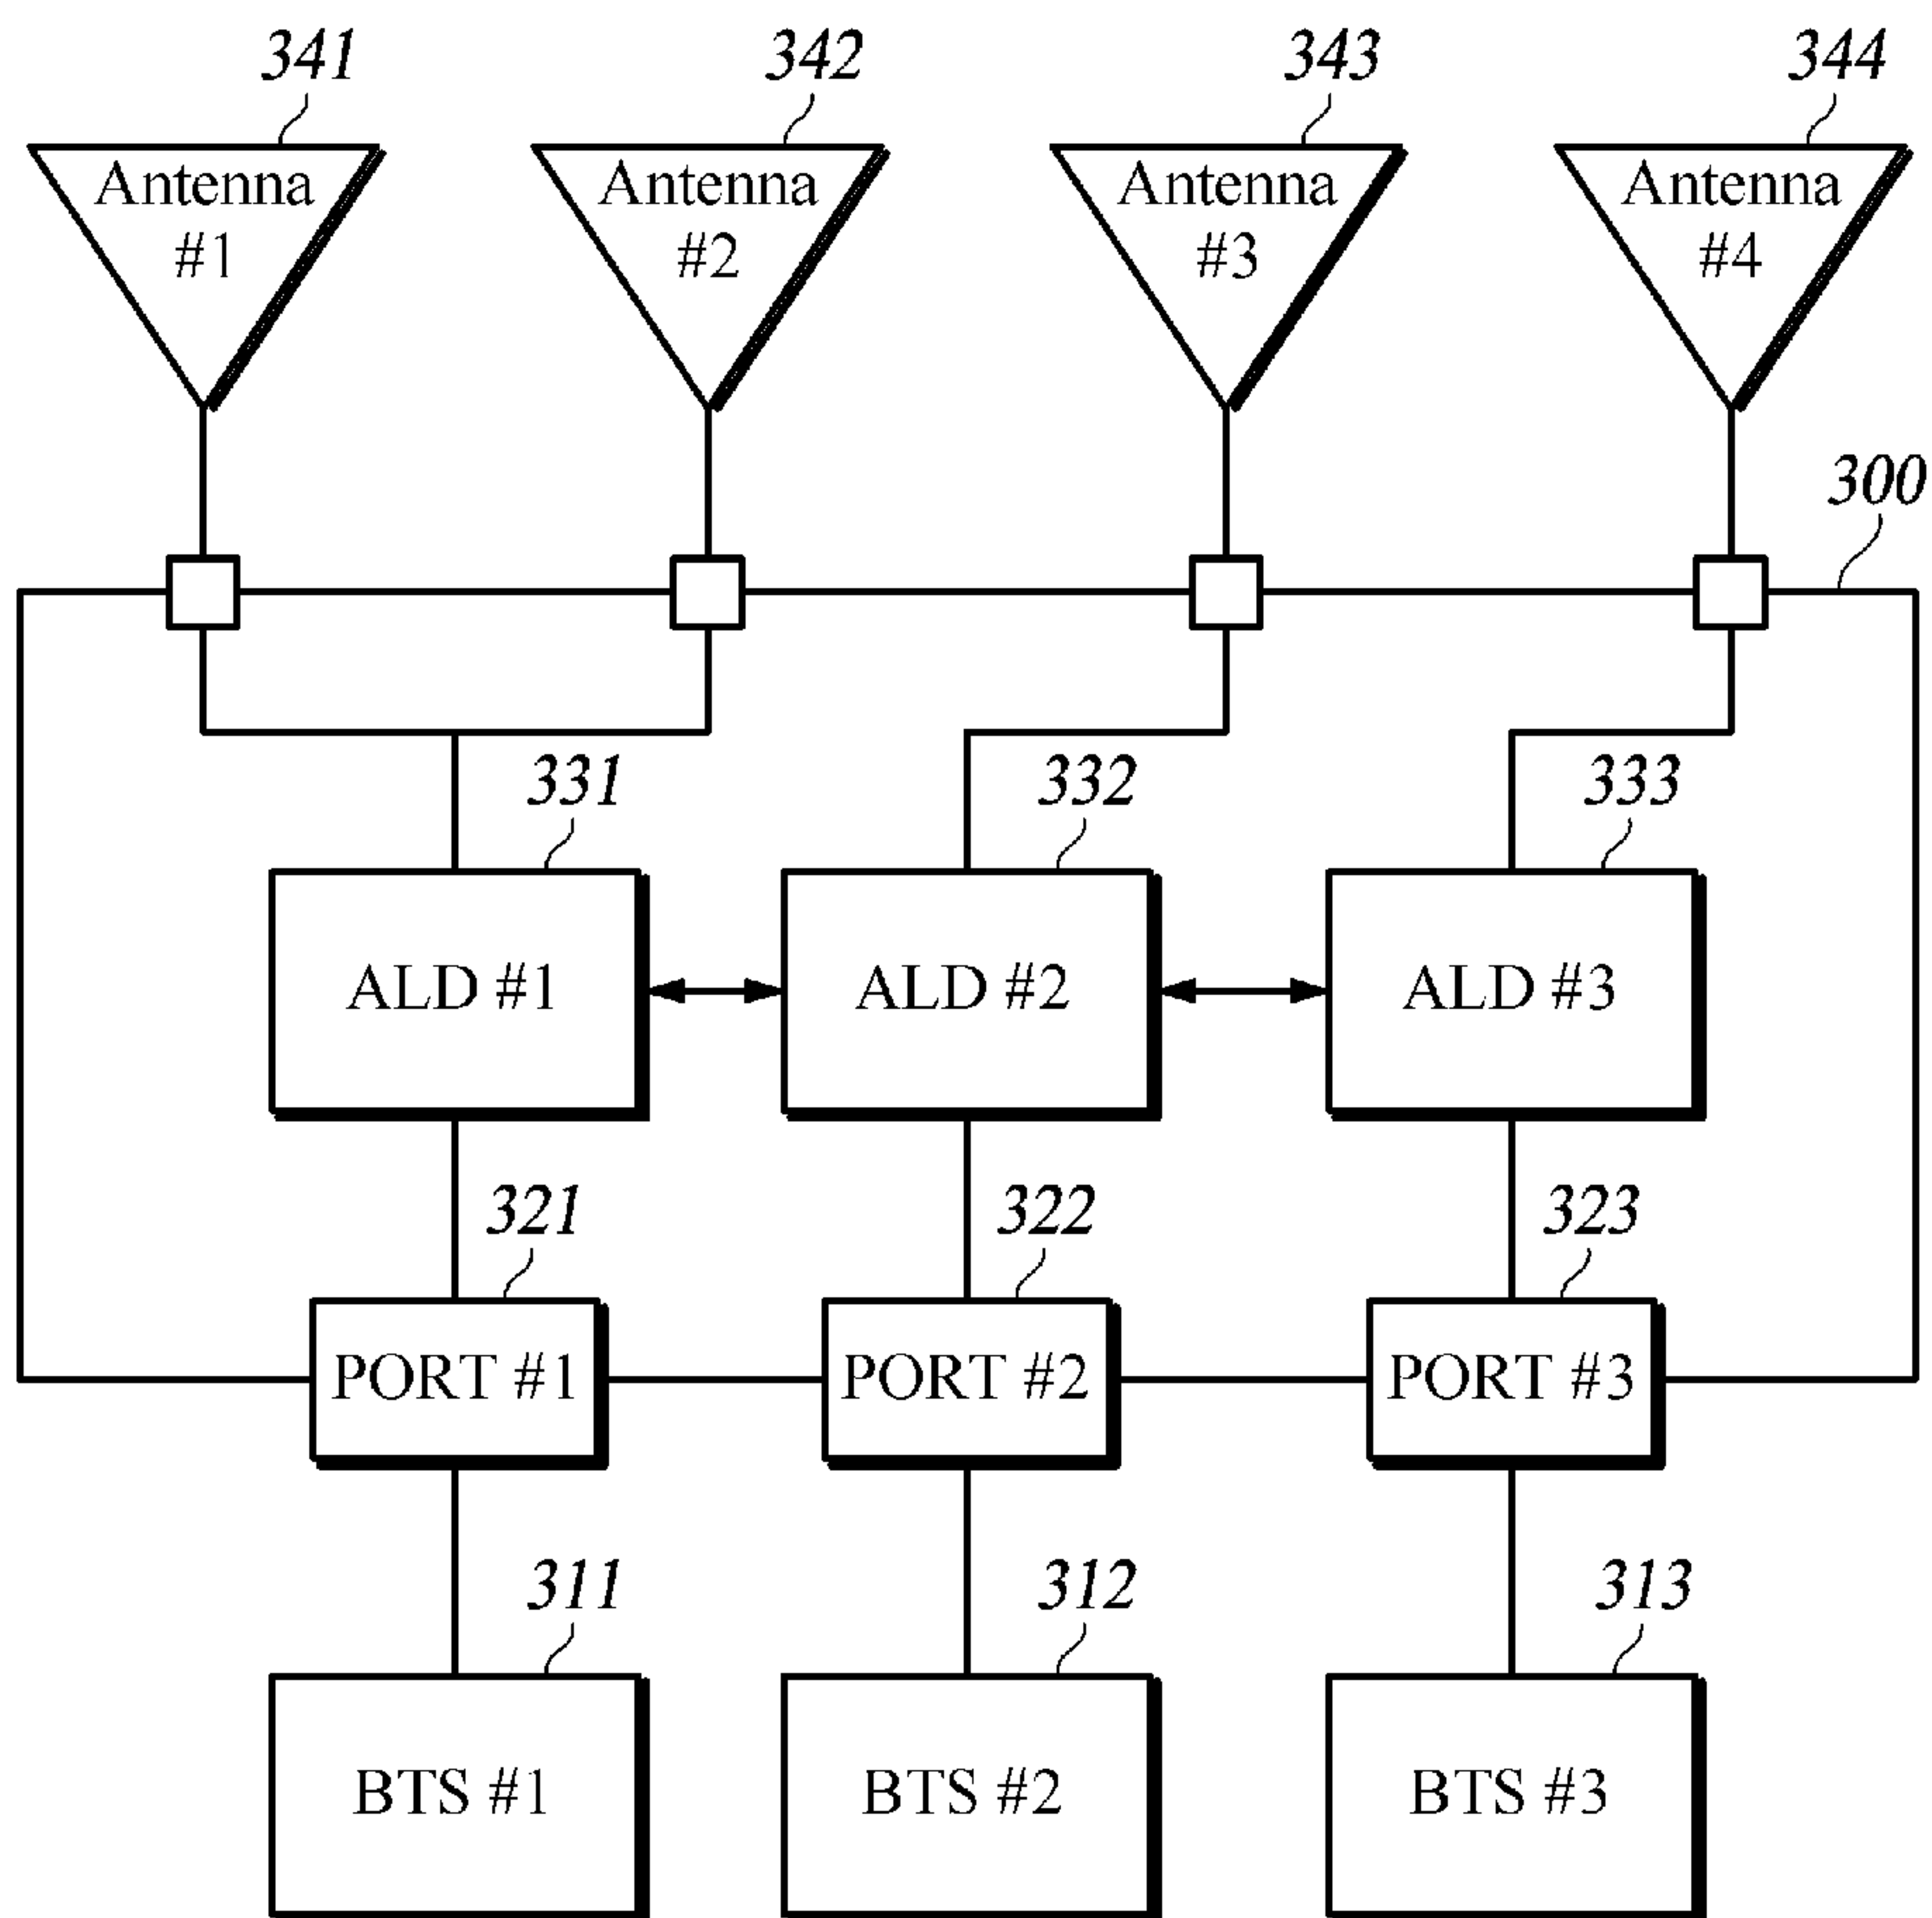 341
342
343
344
Antenna
#1
Antenna
#2
Antenna
#3
Antenna
#4
300
331
332
333
ALD #1
ALD #2
ALD #3
321
322
323
PORT #1
PORT #2
PORT #3
311
312
313
BTS #1
BTS #2
BTS #3